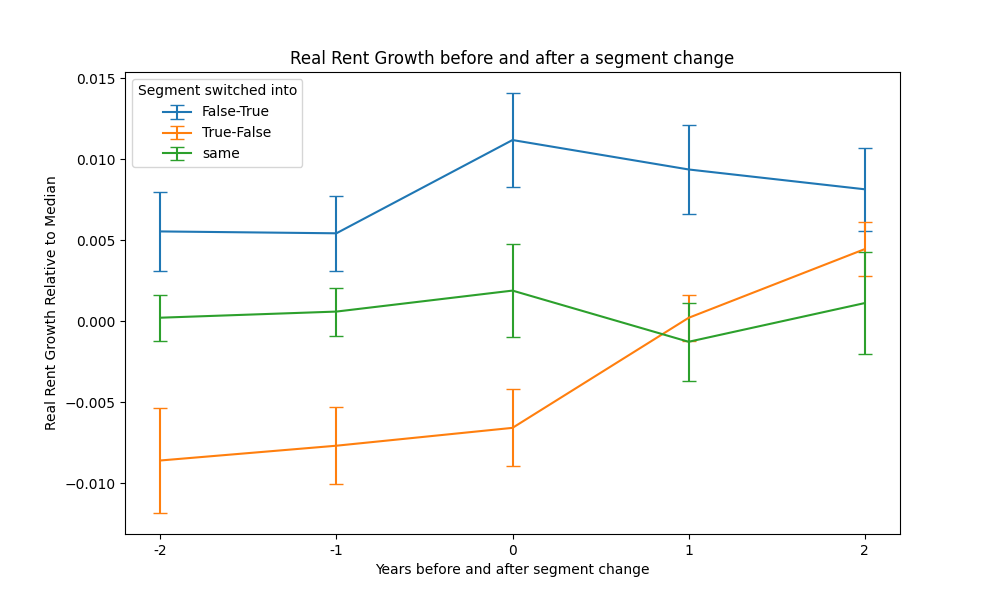 Real Rent Growth before and after a segment change
Real Rent Growth Relative to Median
0.015
0.010
0.005
0.000
−0.005
−0.010
Segment switched into
False-True
True-False
same
-2
-1
0
1
2
Years before and after segment change